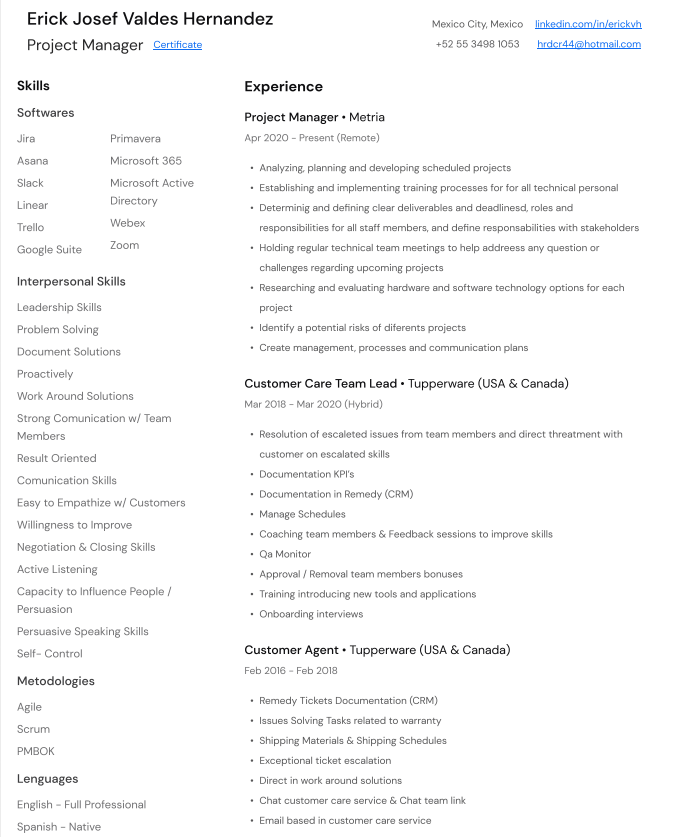 Erick Josef Valdes Hernandez
Project Manager Certificate
Mexico City, Mexico linkedin.com/in/erickvh
+52 55 3498 1053 hrdcr44@hotmail.com
Skills
Softwares
Jira
Asana
Slack
Linear
Trello
Google Suite
Primavera
Microsoft 365
Microsoft Active
Directory
Webex
Zoom
Interpersonal Skills
Leadership Skills
Problem Solving
Document Solutions
Proactively
Work Around Solutions
Strong Comunication w/ Team
Members
Result Oriented
Comunication Skills
Easy to Empathize w/ Customers
Willingness to Improve
Negotiation & Closing Skills
Active Listening
Capacity to Influence People /
Persuasion
Persuasive Speaking Skills
Self- Control
Metodologies
Agile
Scrum
PMBOK
Lenguages
English - Full Professional
Spanish - Native
Experience
Project Manager • Metria
Apr 2020 - Present (Remote)
• Analyzing, planning and developing scheduled projects
• Establishing and implementing training processes for for all technical personal
• Determinig and defining clear deliverables and deadlinesd, roles and
responsibilities for all staff members, and define responsabilities with stakeholders
• Holding regular technical team meetings to help addreess any question or
challenges regarding upcoming projects
• Researching and evaluating hardware and software technology options for each
project
• Identify a potential risks of diferents projects
• Create management, processes and communication plans
Customer Care Team Lead • Tupperware (USA & Canada)
Mar 2018 - Mar 2020 (Hybrid)
• Resolution of escaleted issues from team members and direct threatment with
customer on escalated skills
• Documentation KPI's
• Documentation in Remedy (CRM)
• Manage Schedules
• Coaching team members & Feedback sessions to improve skills
• Qa Monitor
• Approval / Removal team members bonuses
• Training introducing new tools and applications
• Onboarding interviews
Customer Agent • Tupperware (USA & Canada)
Feb 2016 - Feb 2018
• Remedy Tickets Documentation (CRM)
• Issues Solving Tasks related to warranty
• Shipping Materials & Shipping Schedules
• Exceptional ticket escalation
• Direct in work around solutions
• Chat customer care service & Chat team link
• Email based in customer care service